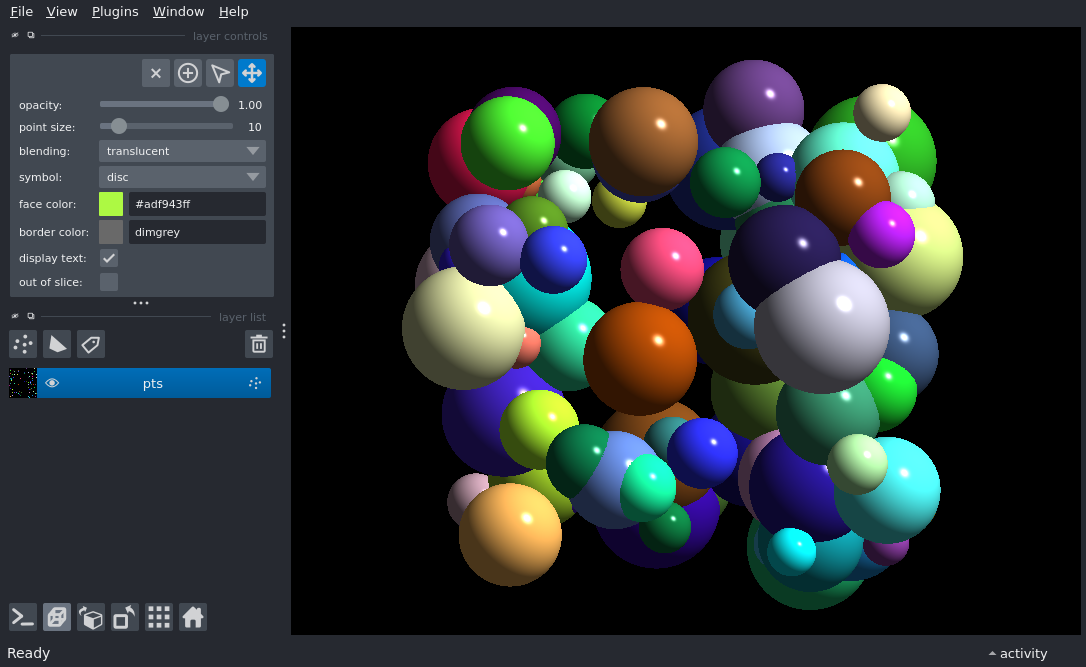 File View Plugins Window Help
layer controls
opacity: 1.00
point size: 10
blending: translucent
symbol: disc
face color: #adf943ff
border color: dimgrey
display text:
out of slice:
layer list
pts
Ready activity